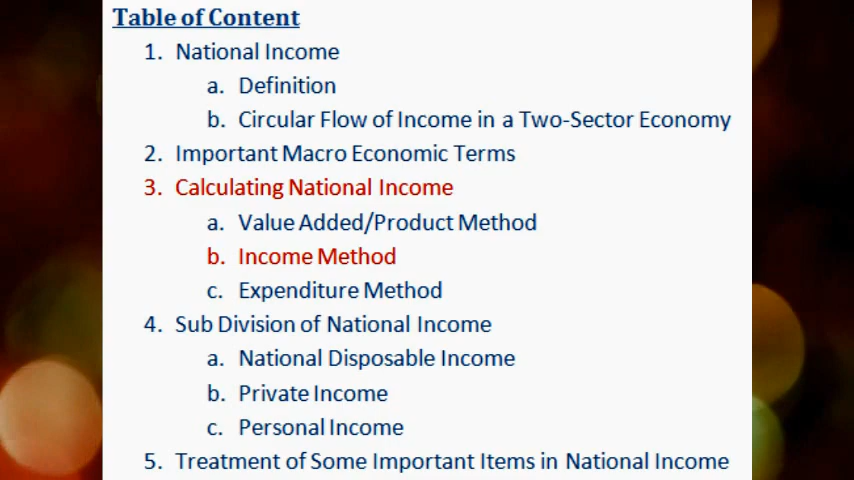 Table of Content
1. National Income
a. Definition
b. Circular Flow of Income in a Two-Sector Economy
2. Important Macro Economic Terms
3. Calculating National Income
a. Value Added/Product Method
b. Income Method
c. Expenditure Method
4. Sub Division of National Income
a. National Disposable Income
b. Private Income
c. Personal Income
5. Treatment of Some Important Items in National Income